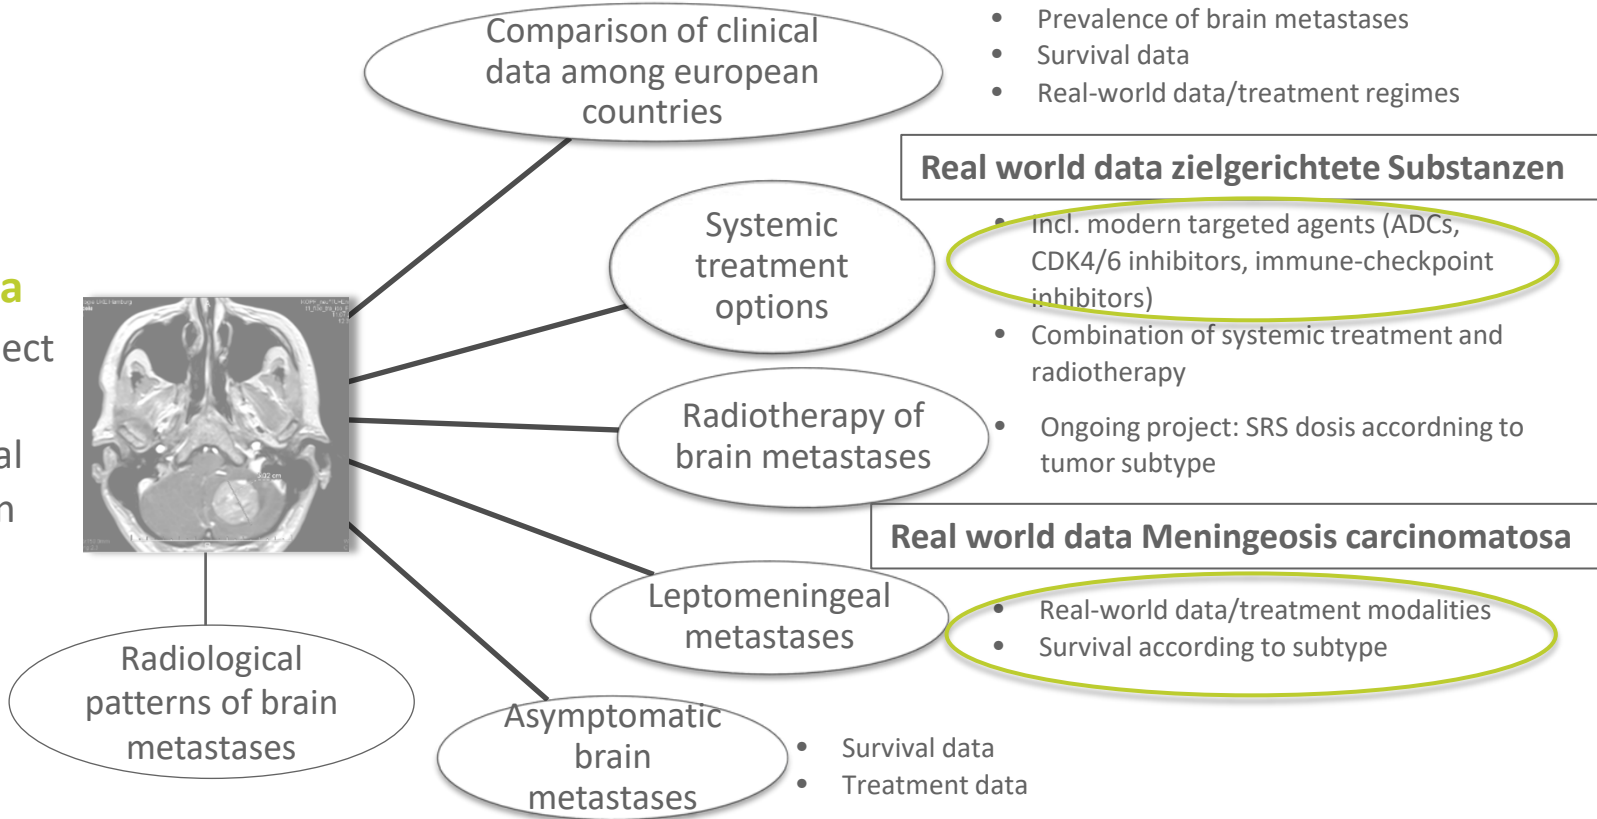 Comparison of clinical
data among european
countries
• Prevalence of brain metastases
• Survival data
• Real-world data/treatment regimes
Real world data zielgerichtete Substanzen
Systemic
treatment
options
• Incl. modern targeted agents (ADCs,
CDK4/6 inhibitors, immune-checkpoint
inhibitors)
• Combination of systemic treatment and
radiotherapy
a
ect
al
n
Radiotherapy of
brain metastases
• Ongoing project: SRS dosis accordning to
tumor subtype
Real world data Meningeosis carcinomatosa
Leptomeningeal
metastases
• Real-world data/treatment modalities
• Survival according to subtype
Radiological
patterns of brain
metastases
Asymptomatic
brain
metastases
• Survival data
• Treatment data